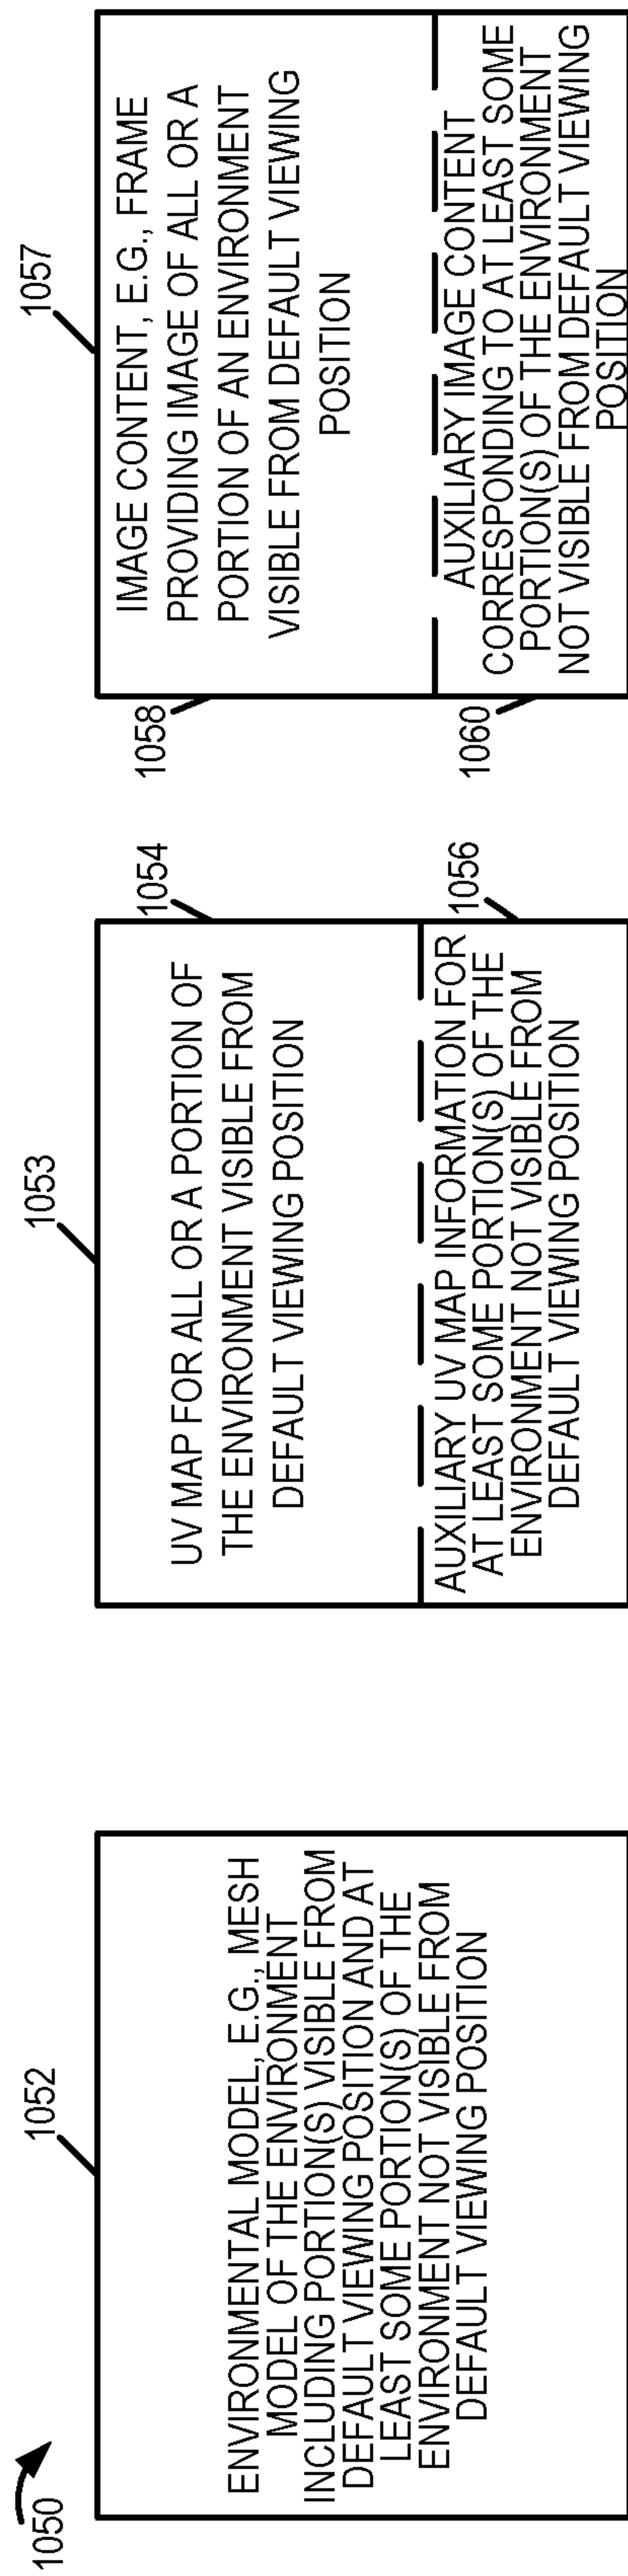 1050
1052
ENVIRONMENTAL MODEL, E.G., MESH
MODEL OF THE ENVIRONMENT
INCLUDING PORTION(S) VISIBLE FROM
DEFAULT VIEWING POSITION AND AT
LEAST SOME PORTION(S) OF THE
ENVIRONMENT NOT VISIBLE FROM
DEFAULT VIEWING POSITION
1053
UV MAP FOR ALL OR A PORTION OF
THE ENVIRONMENT VISIBLE FROM
DEFAULT VIEWING POSITION
1054
AUXILIARY UV MAP INFORMATION FOR
AT LEAST SOME PORTION(S) OF THE
ENVIRONMENT NOT VISIBLE FROM
DEFAULT VIEWING POSITION
1056
1057
1058
IMAGE CONTENT, E.G., FRAME
PROVIDING IMAGE OF ALL OR A
PORTION OF AN ENVIRONMENT
VISIBLE FROM DEFAULT VIEWING
POSITION
1060
AUXILIARY IMAGE CONTENT
CORRESPONDING TO AT LEAST SOME
PORTION(S) OF THE ENVIRONMENT
NOT VISIBLE FROM DEFAULT VIEWING
POSITION